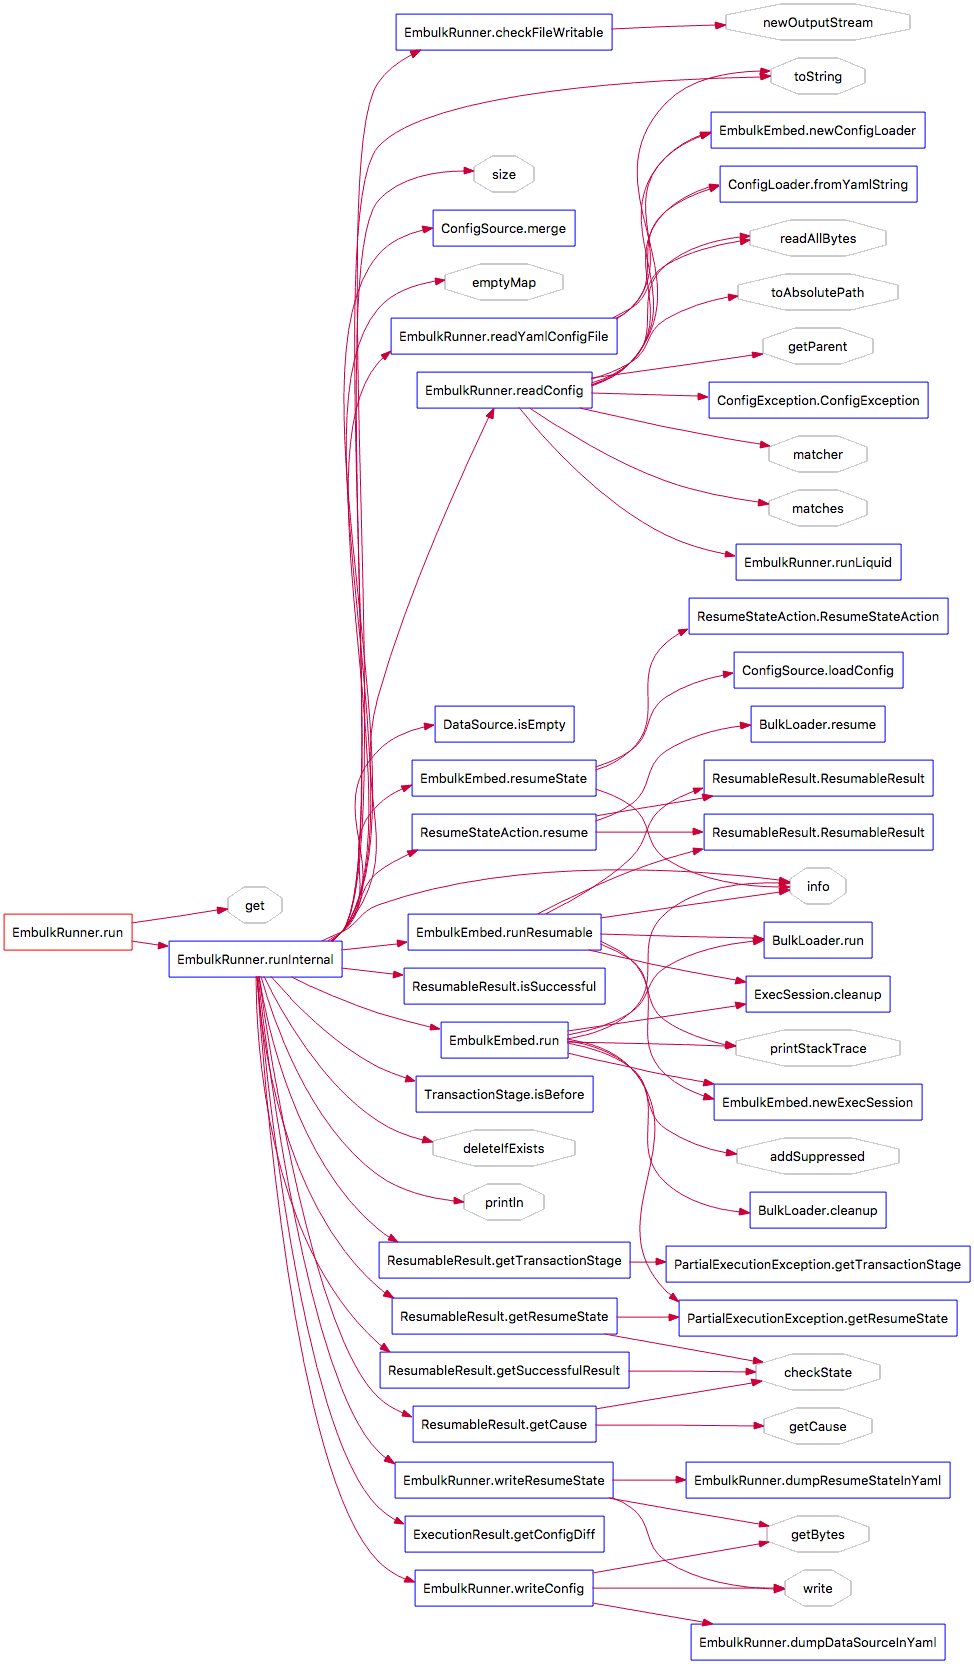 EmbulkRunner.checkFileWritable
newOutputStream
toString
EmbulkEmbed.newConfigLoader
size
ConfigLoader.fromYamlString
ConfigSource.merge
readAllBytes
emptyMap
toAbsolutePath
EmbulkRunner.readYamlConfigFile
getParent
EmbulkRunner.readConfig
ConfigException.ConfigException
matcher
matches
EmbulkRunner.runLiquid
ResumeStateAction.ResumeStateAction
ConfigSource.loadConfig
DataSource.isEmpty
BulkLoader.resume
EmbulkEmbed.resumeState
ResumableResult.ResumableResult
ResumeStateAction.resume
ResumableResult.ResumableResult
info
get
EmbulkRunner.run
EmbulkEmbed.runResumable
BulkLoader.run
EmbulkRunner.runInternal
ResumableResult.isSuccessful
ExecSession.cleanup
EmbulkEmbed.run
printStackTrace
TransactionStage.isBefore
EmbulkEmbed.newExecSession
deleteIfExists
addSuppressed
println
BulkLoader.cleanup
ResumableResult.getTransactionStage
PartialExecutionException.getTransactionStage
ResumableResult.getResumeState
PartialExecutionException.getResumeState
ResumableResult.getSuccessfulResult
checkState
ResumableResult.getCause
getCause
EmbulkRunner.writeResumeState
EmbulkRunner.dumpResumeStateInYaml
ExecutionResult.getConfigDiff
getBytes
EmbulkRunner.writeConfig
write
EmbulkRunner.dumpDataSourceInYaml